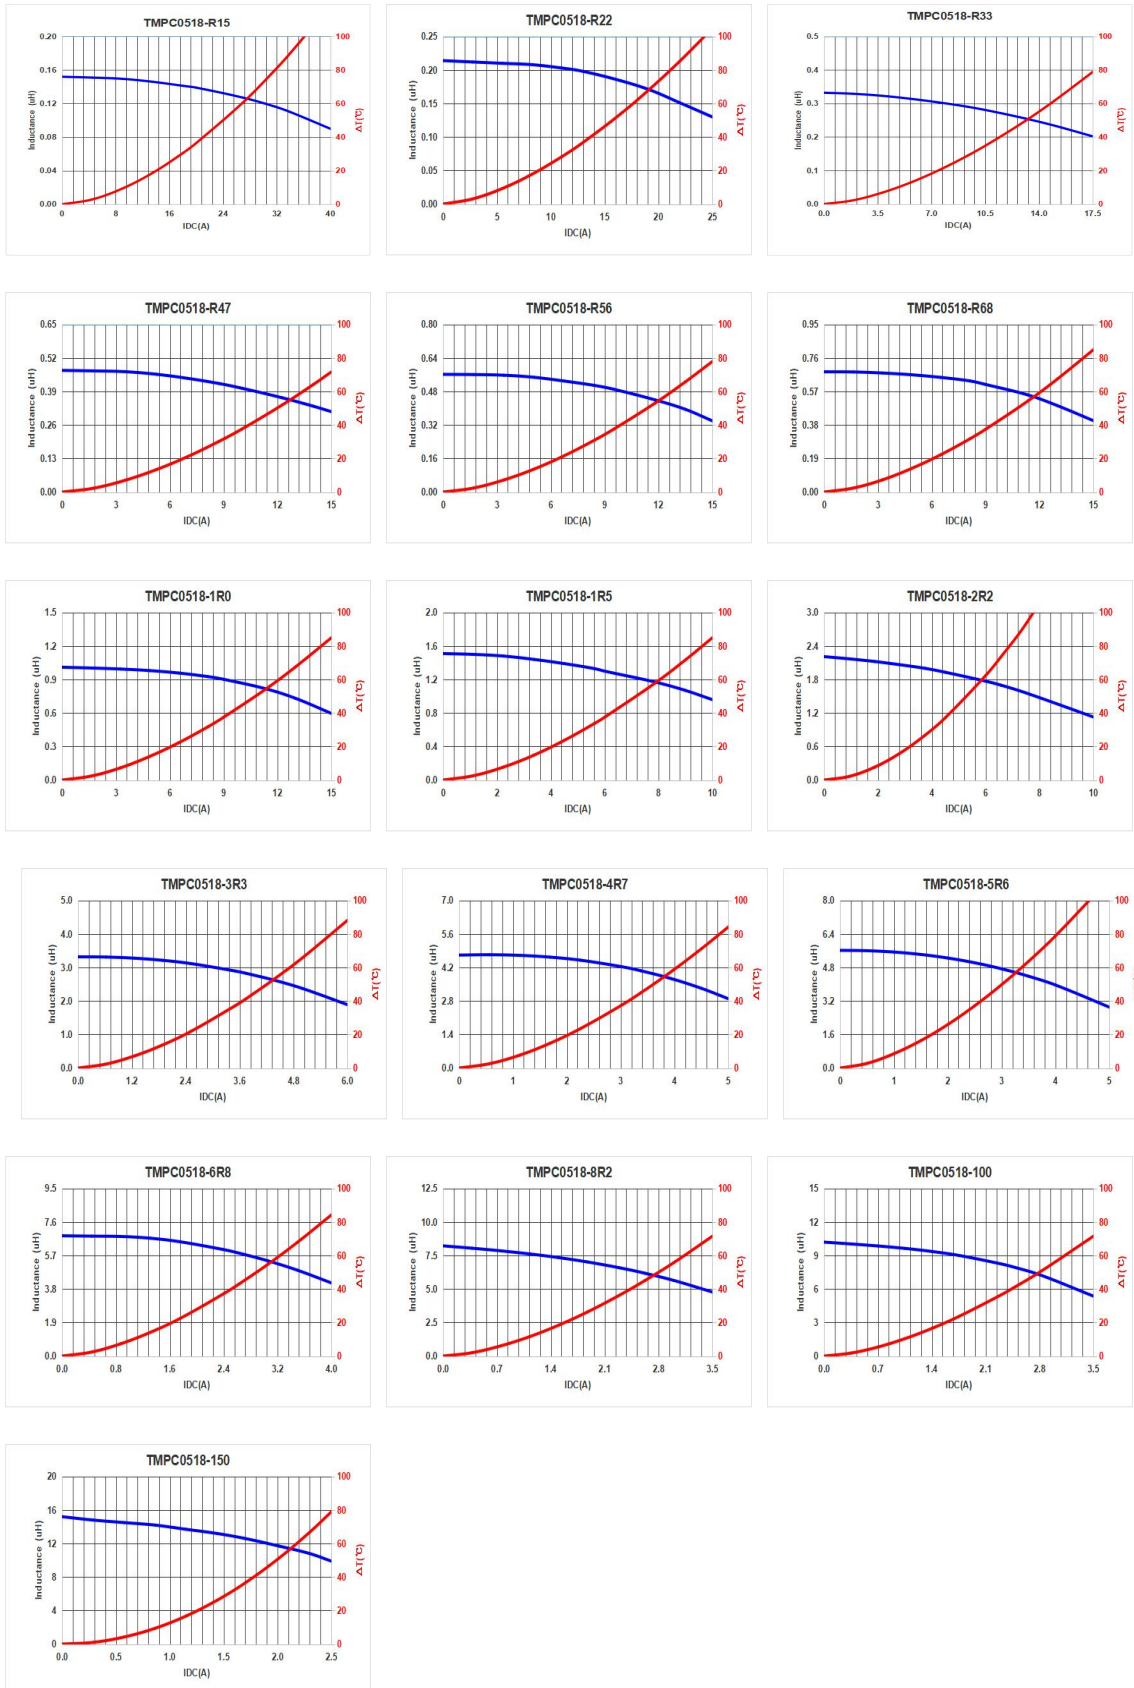 TMPC0518-R15
0.20 0.16 0.12 0.08 0.04 0.00
Inductance (uH)
100 80 60 40 20 0
ΔT(℃)
0 8 16 24 32 40
IDC(A)
TMPC0518-R22
0.25 0.20 0.15 0.10 0.05 0.00
Inductance (uH)
100 80 60 40 20 0
ΔT(℃)
0 5 10 15 20 25
IDC(A)
TMPC0518-R33
0.5 0.4 0.3 0.2 0.1 0.0
Inductance (uH)
100 80 60 40 20 0
ΔT(℃)
0.0 3.5 7.0 10.5 14.0 17.5
IDC(A)
TMPC0518-R47
0.65 0.52 0.39 0.26 0.13 0.00
Inductance (uH)
100 80 60 40 20 0
ΔT(℃)
0 3 6 9 12 15
IDC(A)
TMPC0518-R56
0.80 0.64 0.48 0.32 0.16 0.00
Inductance (uH)
100 80 60 40 20 0
ΔT(℃)
0 3 6 9 12 15
IDC(A)
TMPC0518-R68
0.95 0.76 0.57 0.38 0.19 0.00
Inductance (uH)
100 80 60 40 20 0
ΔT(℃)
0 3 6 9 12 15
IDC(A)
TMPC0518-1R0
1.5 1.2 0.9 0.6 0.3 0.0
Inductance (uH)
100 80 60 40 20 0
ΔT(℃)
0 3 6 9 12 15
IDC(A)
TMPC0518-1R5
2.0 1.6 1.2 0.8 0.4 0.0
Inductance (uH)
100 80 60 40 20 0
ΔT(℃)
0 2 4 6 8 10
IDC(A)
TMPC0518-2R2
3.0 2.4 1.8 1.2 0.6 0.0
Inductance (uH)
100 80 60 40 20 0
ΔT(℃)
0 2 4 6 8 10
IDC(A)
TMPC0518-3R3
5.0 4.0 3.0 2.0 1.0 0.0
Inductance (uH)
100 80 60 40 20 0
ΔT(℃)
0.0 1.2 2.4 3.6 4.8 6.0
IDC(A)
TMPC0518-4R7
7.0 5.6 4.2 2.8 1.4 0.0
Inductance (uH)
100 80 60 40 20 0
ΔT(℃)
0 1 2 3 4 5
IDC(A)
TMPC0518-5R6
8.0 6.4 4.8 3.2 1.6 0.0
Inductance (uH)
100 80 60 40 20 0
0 1 2 3 4 5
IDC(A)
TMPC0518-6R8
9.5 7.6 5.7 3.8 1.9 0.0
Inductance (uH)
100 80 60 40 20 0
ΔT(℃)
0.0 0.8 1.6 2.4 3.2 4.0
IDC(A)
TMPC0518-8R2
12.5 10.0 7.5 5.0 2.5 0.0
Inductance (uH)
100 80 60 40 20 0
ΔT(℃)
0.0 0.7 1.4 2.1 2.8 3.5
IDC(A)
TMPC0518-100
15 12 9 6 3 0
Inductance (uH)
100 80 60 40 20 0
ΔT(℃)
0.0 0.7 1.4 2.1 2.8 3.5
IDC(A)
TMPC0518-150
20 16 12 8 4 0
Inductance (uH)
100 80 60 40 20 0
ΔT(℃)
0.0 0.5 1.0 1.5 2.0 2.5
IDC(A)